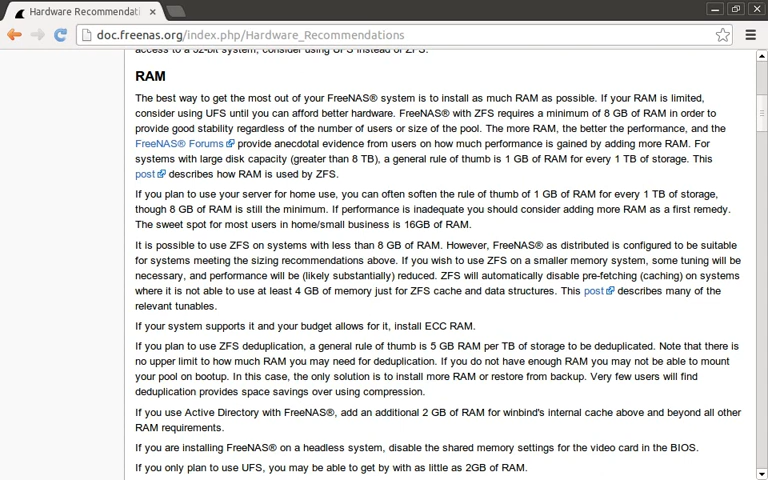 Hardware Recommendati
doc.freenas.org/index.php/Hardware_Recommendations
access to a 32-bit system, consider using UFS instead of ZFS.
RAM
The best way to get the most out of your FreeNAS® system is to install as much RAM as possible. If your RAM is limited,
consider using UFS until you can afford better hardware. FreeNAS® with ZFS requires a minimum of 8 GB of RAM in order to
provide good stability regardless of the number of users or size of the pool. The more RAM, the better the performance, and the
FreeNAS® Forums provide anecdotal evidence from users on how much performance is gained by adding more RAM. For
systems with large disk capacity (greater than 8 TB), a general rule of thumb is 1 GB of RAM for every 1 TB of storage. This
post describes how RAM is used by ZFS.
If you plan to use your server for home use, you can often soften the rule of thumb of 1 GB of RAM for every 1 TB of storage,
though 8 GB of RAM is still the minimum. If performance is inadequate you should consider adding more RAM as a first remedy.
The sweet spot for most users in home/small business is 16GB of RAM.
It is possible to use ZFS on systems with less than 8 GB of RAM. However, FreeNAS® as distributed is configured to be suitable
for systems meeting the sizing recommendations above. If you wish to use ZFS on a smaller memory system, some tuning will be
necessary, and performance will be (likely substantially) reduced. ZFS will automatically disable pre-fetching (caching) on systems
where it is not able to use at least 4 GB of memory just for ZFS cache and data structures. This post describes many of the
relevant tunables.
If your system supports it and your budget allows for it, install ECC RAM.
If you plan to use ZFS deduplication, a general rule of thumb is 5 GB RAM per TB of storage to be deduplicated. Note that there is
no upper limit to how much RAM you may need for deduplication. If you do not have enough RAM you may not be able to mount
your pool on bootup. In this case, the only solution is to install more RAM or restore from backup. Very few users will find
deduplication provides space savings over using compression.
If you use Active Directory with FreeNAS®, add an additional 2 GB of RAM for winbind's internal cache above and beyond all other
RAM requirements.
If you are installing FreeNAS® on a headless system, disable the shared memory settings for the video card in the BIOS.
If you only plan to use UFS, you may be able to get by with as little as 2GB of RAM.